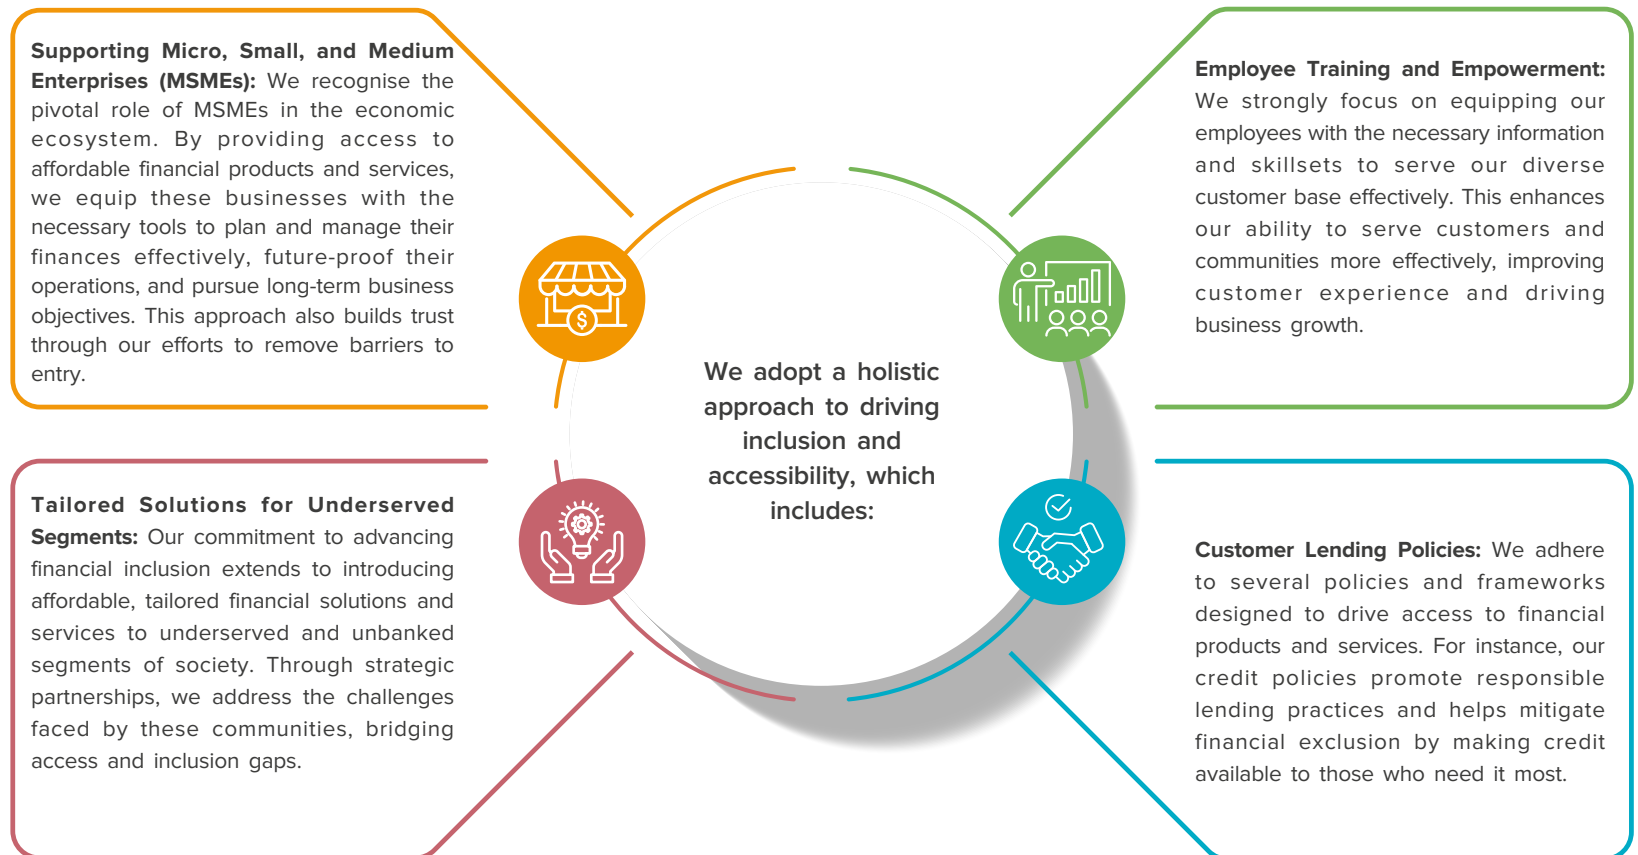 Supporting Micro, Small, and Medium
Enterprises (MSMEs): We recognise the
pivotal role of MSMEs in the economic
ecosystem. By providing access to
affordable financial products and services,
we equip these businesses with the
necessary tools to plan and manage their
finances effectively, future-proof their
operations, and pursue long-term business
objectives. This approach also builds trust
through our efforts to remove barriers to
entry.
Employee Training and Empowerment:
We strongly focus on equipping our
employees with the necessary information
and skillsets to serve our diverse
customer base effectively. This enhances
our ability to serve customers and
communities more effectively, improving
customer experience and driving
business growth.
We adopt a holistic
approach to driving
inclusion and
accessibility, which
includes:
Tailored Solutions for Underserved
Segments: Our commitment to advancing
financial inclusion extends to introducing
affordable, tailored financial solutions and
services to underserved and unbanked
segments of society. Through strategic
partnerships, we address the challenges
faced by these communities, bridging
access and inclusion gaps.
Customer Lending Policies: We adhere
to several policies and frameworks
designed to drive access to financial
products and services. For instance, our
credit policies promote responsible
lending practices and helps mitigate
financial exclusion by making credit
available to those who need it most.